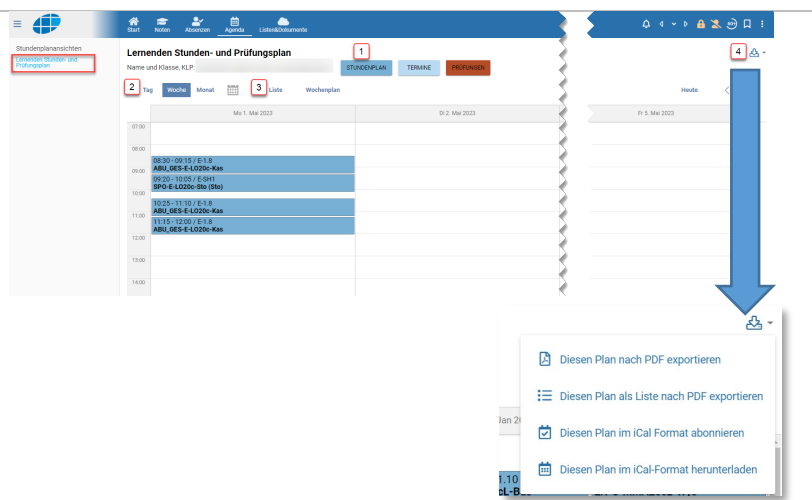 Start Noten Absenzen Agenda Listen&Dokumente
Stundenplanansichten
Lernenden Stunden- und
Prüfungsplan
Lernenden Stunden- und Prüfungsplan
1
4
Name und Klasse, KLP:
STUNDENPLAN TERMINE PRÜFUNGEN
2 Tag Woche Monat 3 Liste Wochenplan Heute
Mo 1. Mai 2023 Di 2. Mai 2023 Fr 5. Mai 2023
07:00
08:00
08:30 - 09:15 / E-1.8
ABU_GES-E-LO20c-Kas
09:00
09:20 - 10:05 / E-SH1
SPO-E-LO20c-Sto (Sto)
10:00
10:25 - 11:10 / E-1.8
ABU_GES-E-LO20c-Kas
11:00
11:15 - 12:00 / E-1.8
ABU_GES-E-LO20c-Kas
12:00
13:00
14:00
Diesen Plan nach PDF exportieren
Diesen Plan als Liste nach PDF exportieren
Jan 20
Diesen Plan im iCal Format abonnieren
Diesen Plan im iCal-Format herunterladen